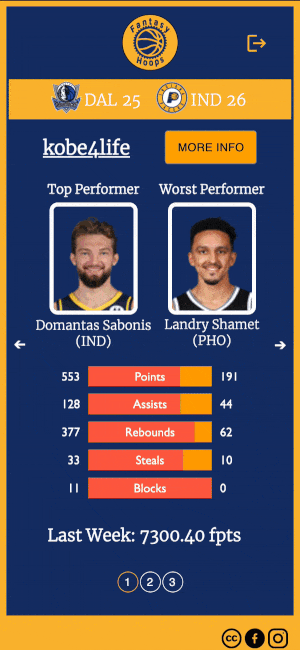 Fantasy
Hoops
DAL 25 IND 26
kobe4life MORE INFO
Top Performer Worst Performer
Domantas Sabonis Landry Shamet
(IND) (PHO)
553 Points 191
128 Assists 44
377 Rebounds 62
33 Steals 10
11 Blocks 0
Last Week: 7300.40 fpts
1 2 3
cc